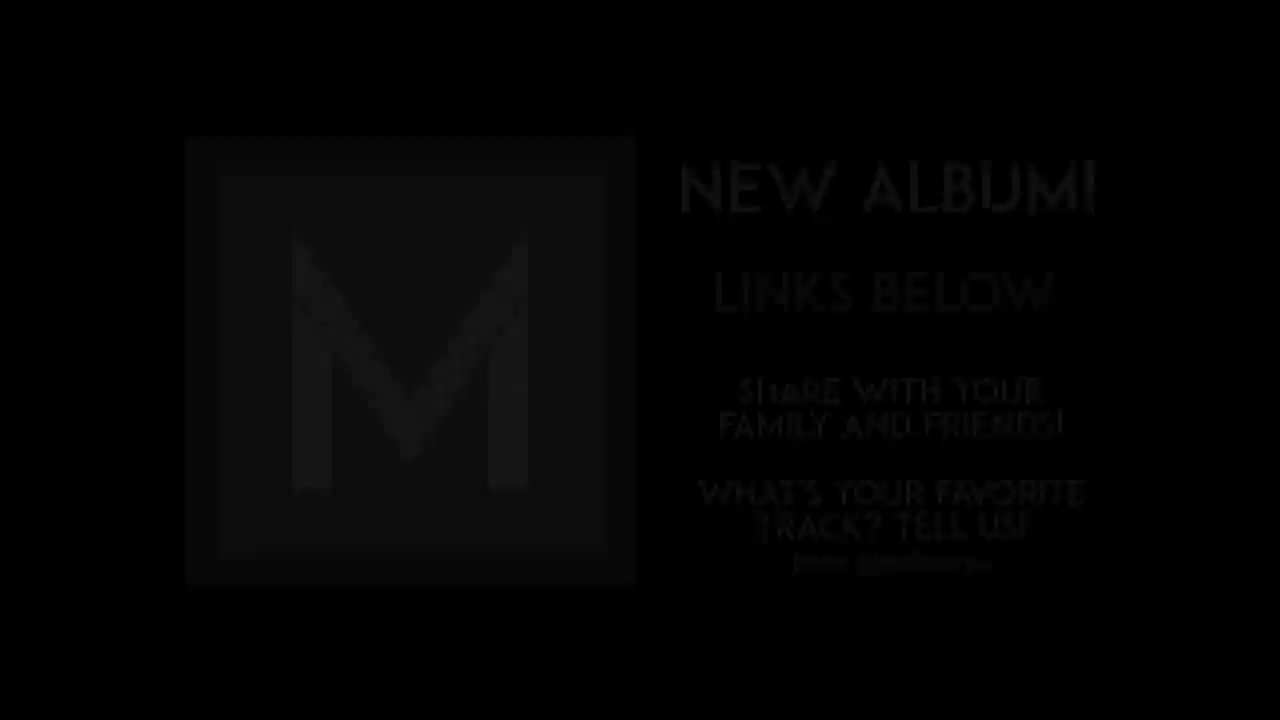 M
NEW ALBUM!
LINKS BELOW
SHARE WITH YOUR
FAMILY AND FRIENDS!
WHAT'S YOUR FAVORITE
TRACK? TELL US!